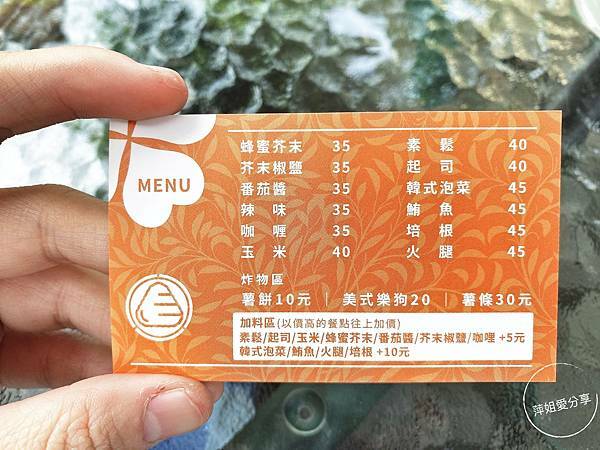 MENU
蜂蜜芥末 35 素鬆 40
芥末椒鹽 35 起司 40
番茄醬 35 韓式泡菜 45
辣味 35 鮪魚 45
咖喱 35 培根 45
玉米 40 火腿 45
炸物區
薯餅10元 | 美式樂狗20 | 薯條30元
加料區(以價高的餐點往上加價)
素鬆/起司/玉米/蜂蜜芥末/番茄醬/芥末椒鹽/咖喱 +5元
韓式泡菜/鮪魚/火腿/培根 +10元
萍姐愛分享